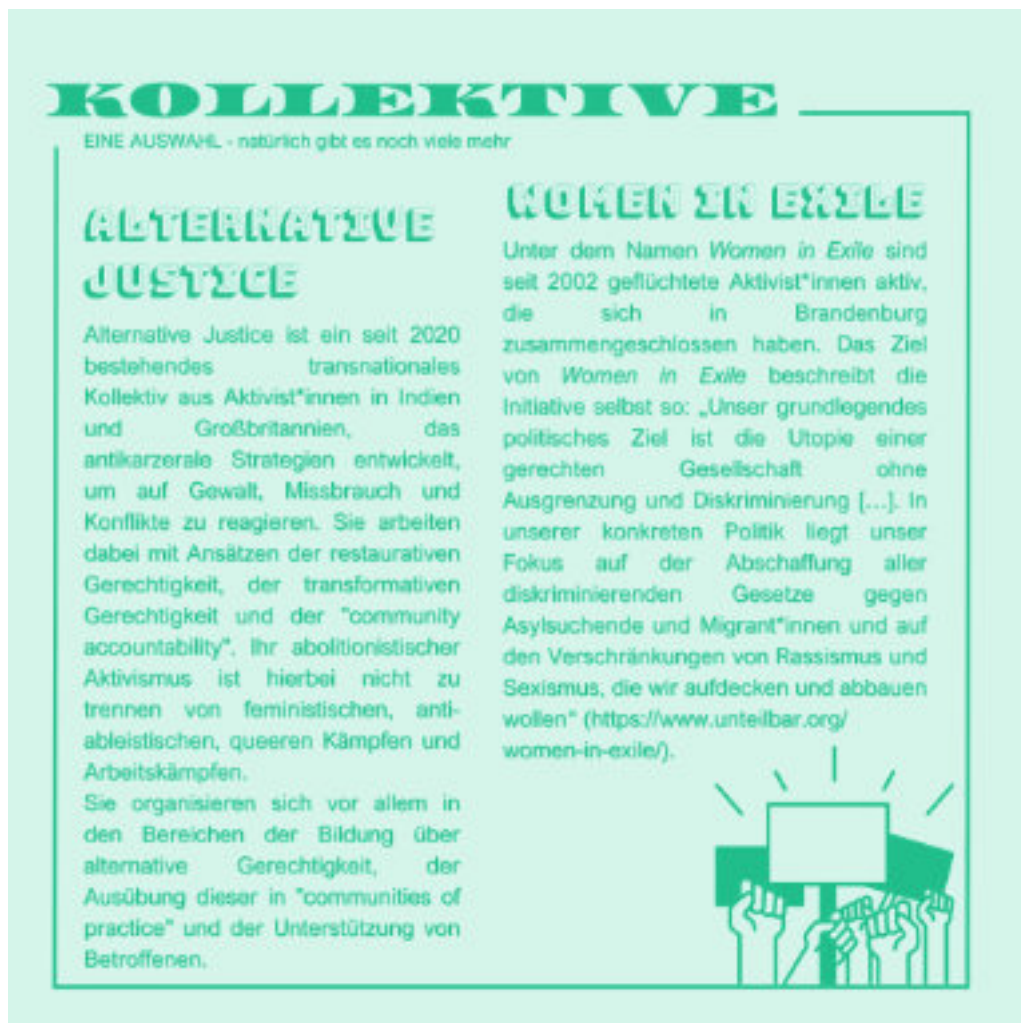 KOLLEKTIVE
EINE AUSWAHL - natürlich gibt es noch viele mehr
ALTERNATIVE
JUSTICE
Alternative Justice ist ein seit 2020
bestehendes transnationales
Kollektiv aus Aktivist*innen in Indien
und Großbritannien, das
antikarzerale Strategien entwickelt,
um auf Gewalt, Missbrauch und
Konflikte zu reagieren. Sie arbeiten
dabei mit Ansätzen der restaurativen
Gerechtigkeit, der transformativen
Gerechtigkeit und der "community
accountability". Ihr abolitionistischer
Aktivismus ist hierbei nicht zu
trennen von feministischen, anti-
ableistischen, queeren Kämpfen und
Arbeitskämpfen.
Sie organisieren sich vor allem in
den Bereichen der Bildung über
alternative Gerechtigkeit, der
Ausübung dieser in "communities of
practice" und der Unterstützung von
Betroffenen.
WOMEN IN EXILE
Unter dem Namen Women in Exile sind
seit 2002 geflüchtete Aktivist*innen aktiv,
die sich in Brandenburg
zusammengeschlossen haben. Das Ziel
von Women in Exile beschreibt die
Initiative selbst so: „Unser grundlegendes
politisches Ziel ist die Utopie einer
gerechten Gesellschaft ohne
Ausgrenzung und Diskriminierung [...]. In
unserer konkreten Politik liegt unser
Fokus auf der Abschaffung aller
diskriminierenden Gesetze gegen
Asylsuchende und Migrant*innen und auf
den Verschränkungen von Rassismus und
Sexismus, die wir aufdecken und abbauen
wollen" (https://www.unteilbar.org/
women-in-exile/).